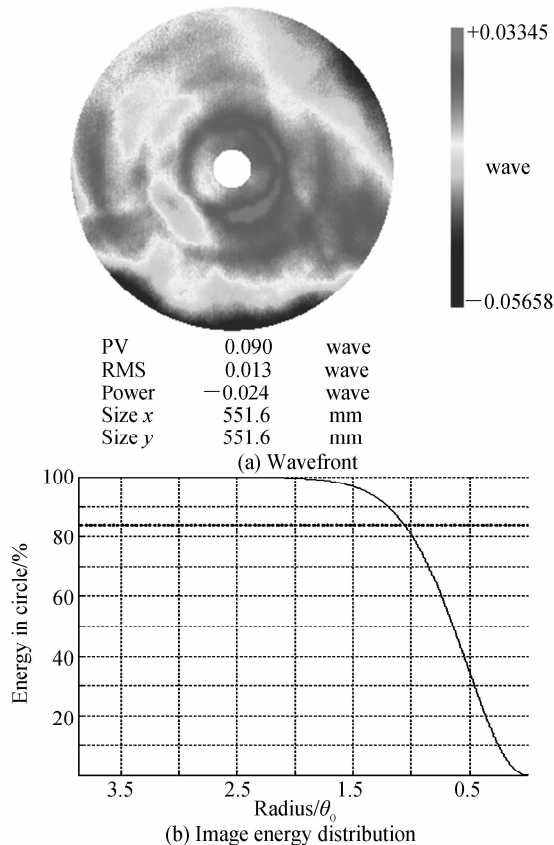 +0.03345
wave
−0.05658
PV 0.090 wave
RMS 0.013 wave
Power −0.024 wave
Size x 551.6 mm
Size y 551.6 mm
(a) Wavefront
100
80
60
40
20
Energy in circle/%
3.5 2.5 1.5 0.5
Radius/θ₀
(b) Image energy distribution